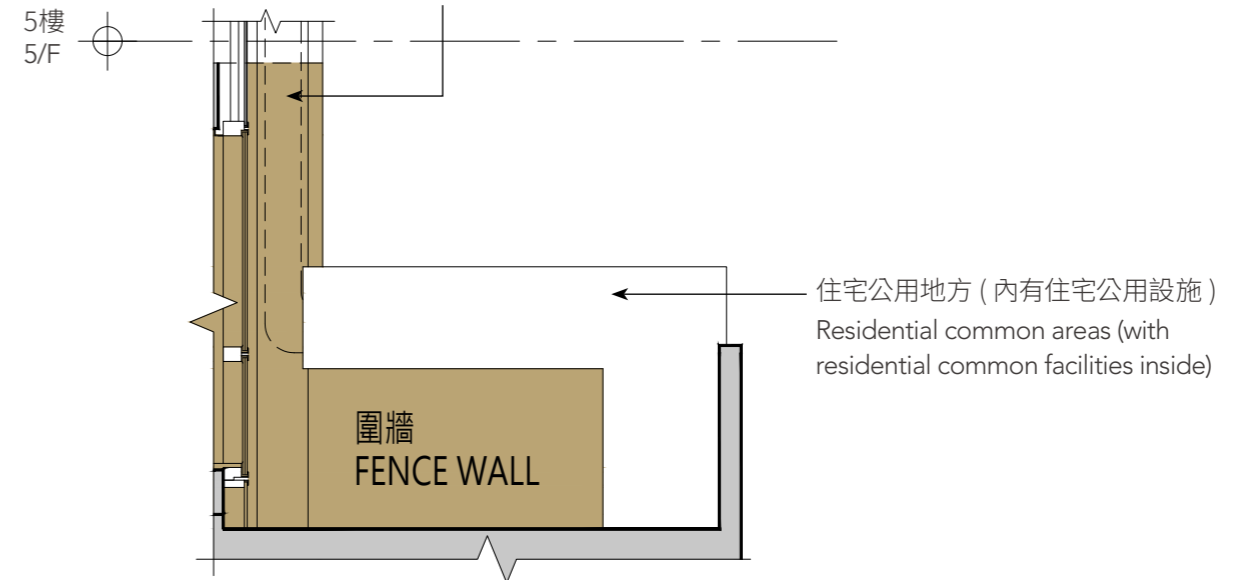 5樓
5/F
住宅公用地方 ( 內有住宅公用設施 )
Residential common areas (with
residential common facilities inside)
圍牆
FENCE WALL